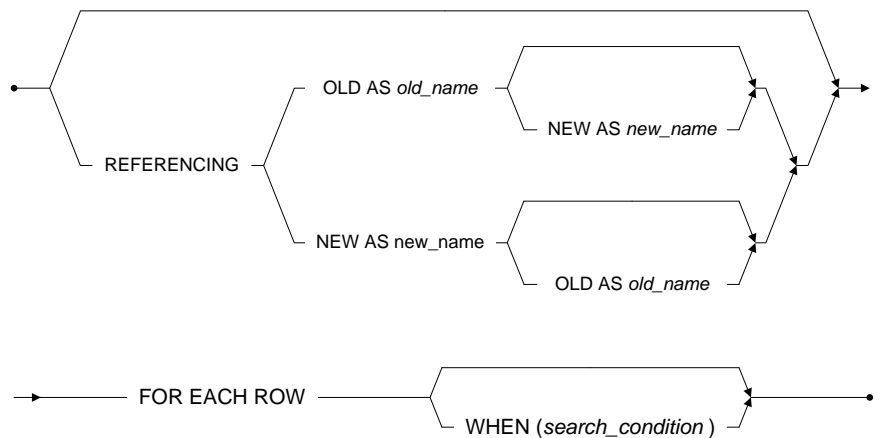 OLD AS old_name
NEW AS new_name
REFERENCING
NEW AS new_name
OLD AS old_name
FOR EACH ROW
WHEN (search_condition )